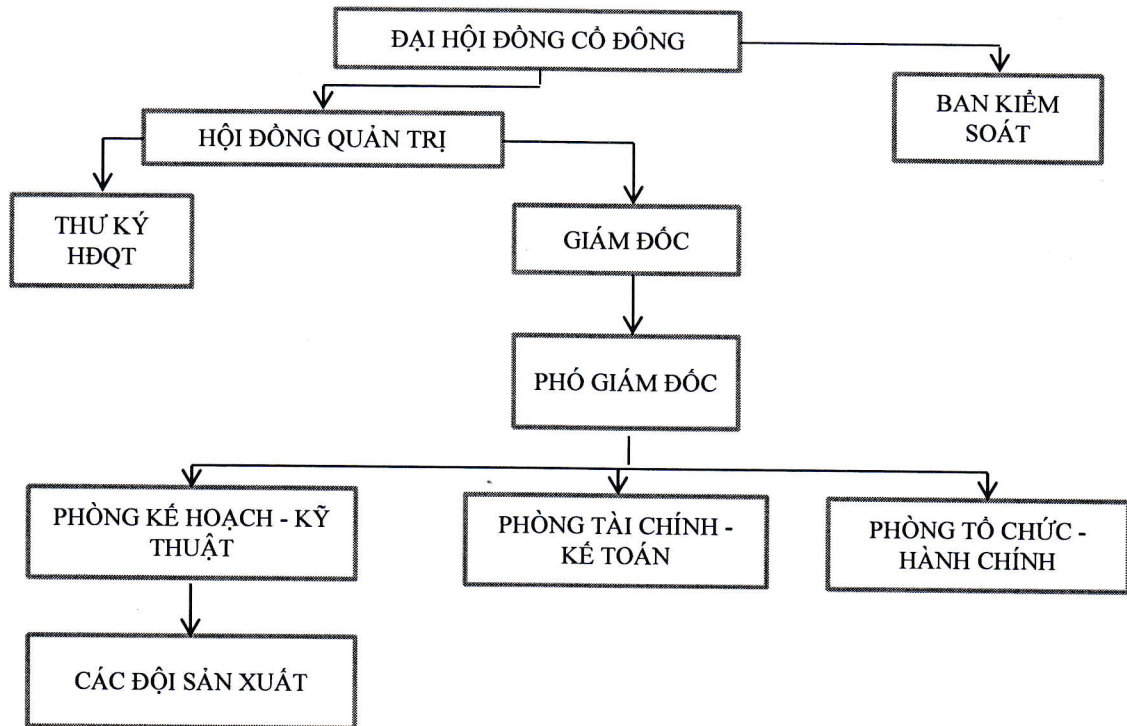 ĐẠI HỘI ĐỒNG CỔ ĐÔNG
BAN KIỂM
SOÁT
HỘI ĐỒNG QUẢN TRỊ
THƯ KÝ
HĐQT
GIÁM ĐỐC
PHÓ GIÁM ĐỐC
PHÒNG KẾ HOẠCH - KỸ
THUẬT
PHÒNG TÀI CHÍNH -
KẾ TOÁN
PHÒNG TỔ CHỨC -
HÀNH CHÍNH
CÁC ĐỘI SẢN XUẤT